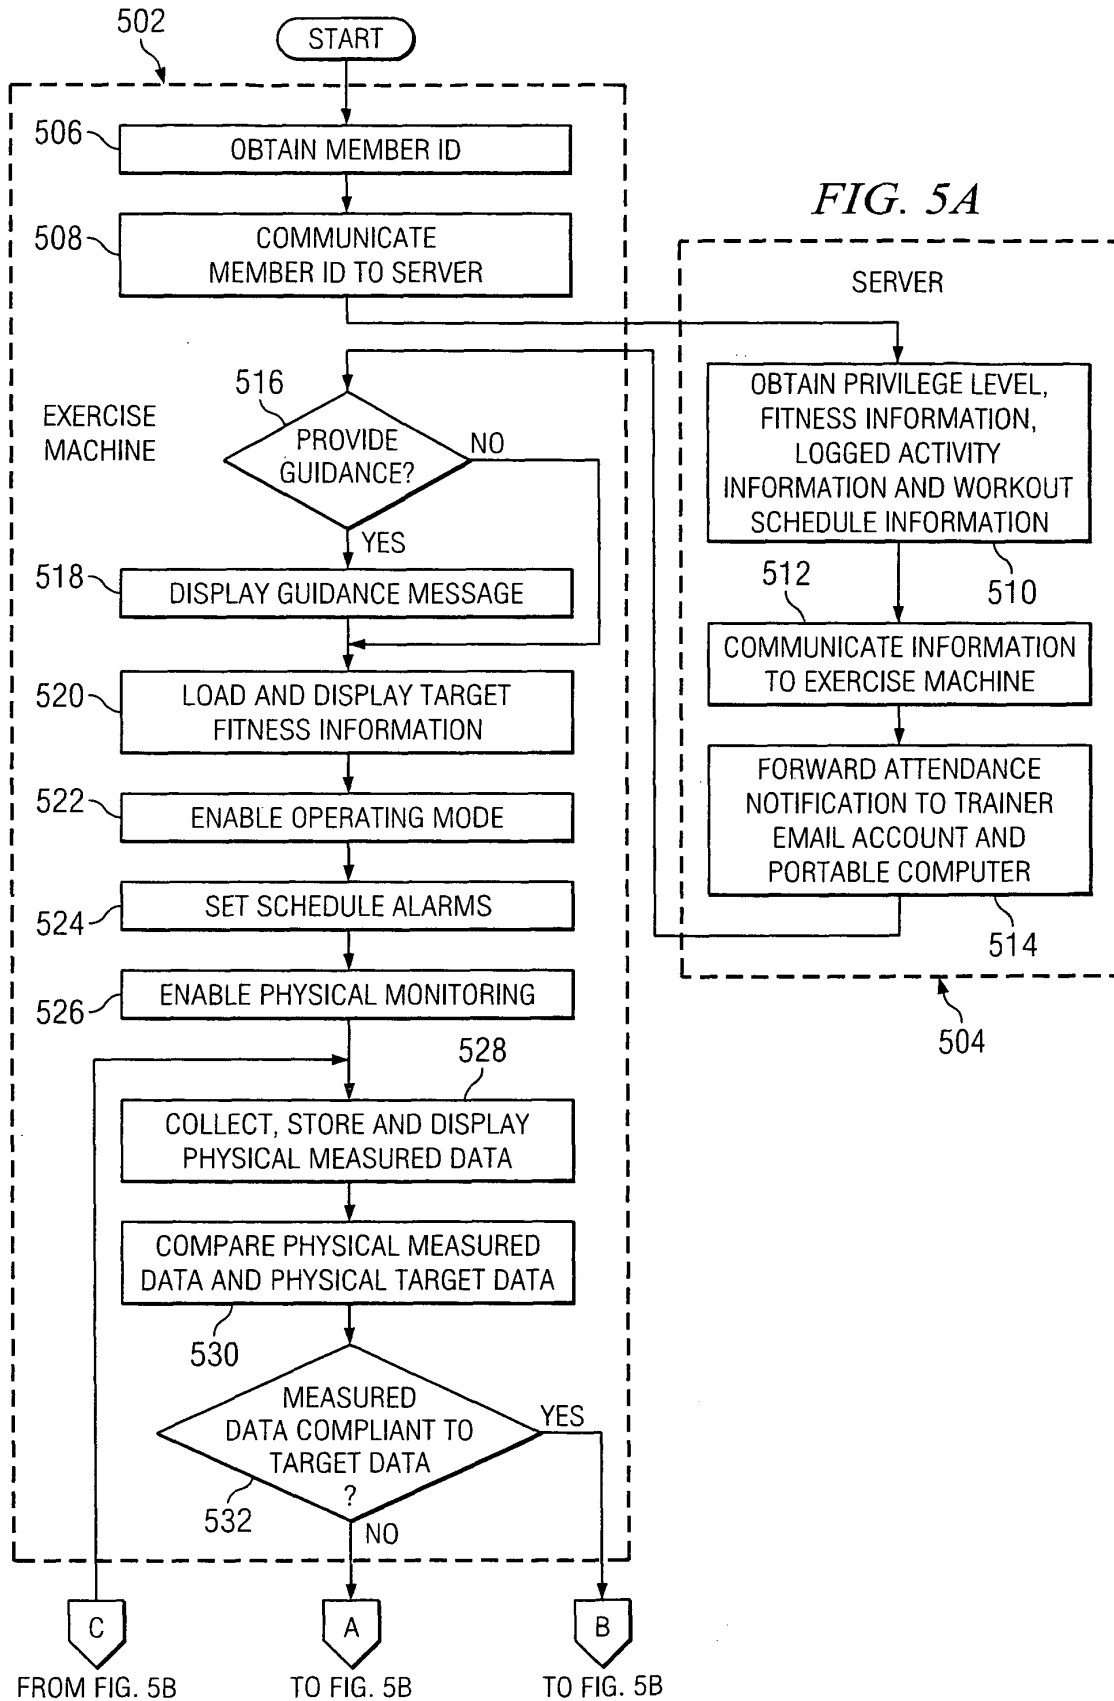 502
START
506
OBTAIN MEMBER ID
FIG. 5A
508
COMMUNICATE
MEMBER ID TO SERVER
SERVER
516
EXERCISE
MACHINE
PROVIDE
GUIDANCE?
NO
YES
OBTAIN PRIVILEGE LEVEL,
FITNESS INFORMATION,
LOGGED ACTIVITY
INFORMATION AND WORKOUT
SCHEDULE INFORMATION
510
518
DISPLAY GUIDANCE MESSAGE
512
COMMUNICATE INFORMATION
TO EXERCISE MACHINE
520
LOAD AND DISPLAY TARGET
FITNESS INFORMATION
FORWARD ATTENDANCE
NOTIFICATION TO TRAINER
EMAIL ACCOUNT AND
PORTABLE COMPUTER
514
522
ENABLE OPERATING MODE
524
SET SCHEDULE ALARMS
526
ENABLE PHYSICAL MONITORING
504
528
COLLECT, STORE AND DISPLAY
PHYSICAL MEASURED DATA
COMPARE PHYSICAL MEASURED
DATA AND PHYSICAL TARGET DATA
530
MEASURED
DATA COMPLIANT TO
TARGET DATA
?
YES
532
NO
C
A
B
FROM FIG. 5B
TO FIG. 5B
TO FIG. 5B